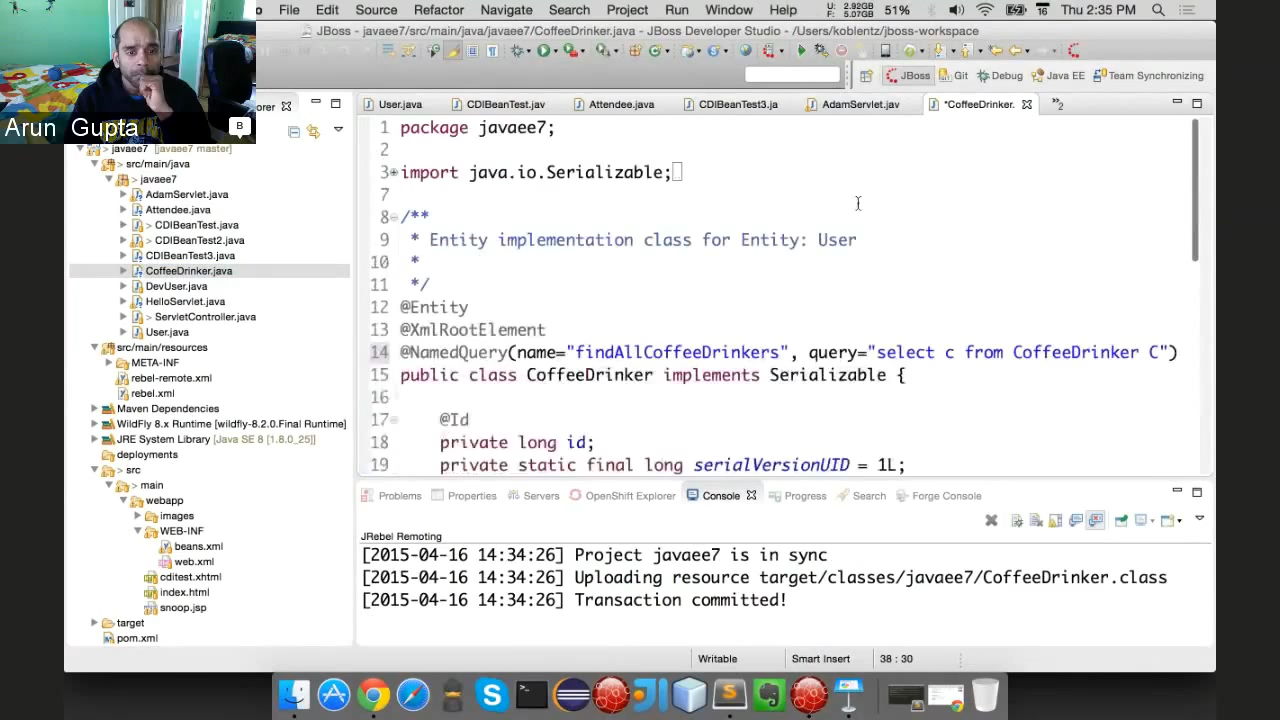 File Edit Source Refactor Navigate Search Project Run Window Help U: 2.92GB F: 5.07GB 51% 16 Thu 2:35 PM
JBoss - javaee7/src/main/java/javaee7/CoffeeDrinker.java - JBoss Developer Studio - /Users/koblentz/jboss-workspace
JBoss Git Debug Java EE Team Synchronizing
Arun Gupta
B
orer
User.java CDIBeanTest.jav Attendee.java CDIBeanTest3.ja AdamServlet.jav *CoffeeDrinker. »2
> javaee7 [javaee7 master]
> src/main/java
> javaee7
AdamServlet.java
Attendee.java
> CDIBeanTest.java
> CDIBeanTest2.java
CDIBeanTest3.java
CoffeeDrinker.java
DevUser.java
HelloServlet.java
> ServletController.java
User.java
src/main/resources
META-INF
rebel-remote.xml
rebel.xml
Maven Dependencies
WildFly 8.x Runtime [wildfly-8.2.0.Final Runtime]
JRE System Library [Java SE 8 [1.8.0_25]]
deployments
> src
main
webapp
images
WEB-INF
beans.xml
web.xml
cditest.xhtml
index.html
snoop.jsp
target
pom.xml
1 package javaee7;
2
3 import java.io.Serializable;
7
8 /**
9 * Entity implementation class for Entity: User
10 *
11 */
12 @Entity
13 @XmlRootElement
14 @NamedQuery(name="findAllCoffeeDrinkers", query="select c from CoffeeDrinker C")
15 public class CoffeeDrinker implements Serializable {
16
17 @Id
18 private long id;
19 private static final long serialVersionUID = 1L;
Problems Properties Servers OpenShift Explorer Console Progress Search Forge Console
JRebel Remoting
[2015-04-16 14:34:26] Project javaee7 is in sync
[2015-04-16 14:34:26] Uploading resource target/classes/javaee7/CoffeeDrinker.class
[2015-04-16 14:34:26] Transaction committed!
Writable Smart Insert 38 : 30